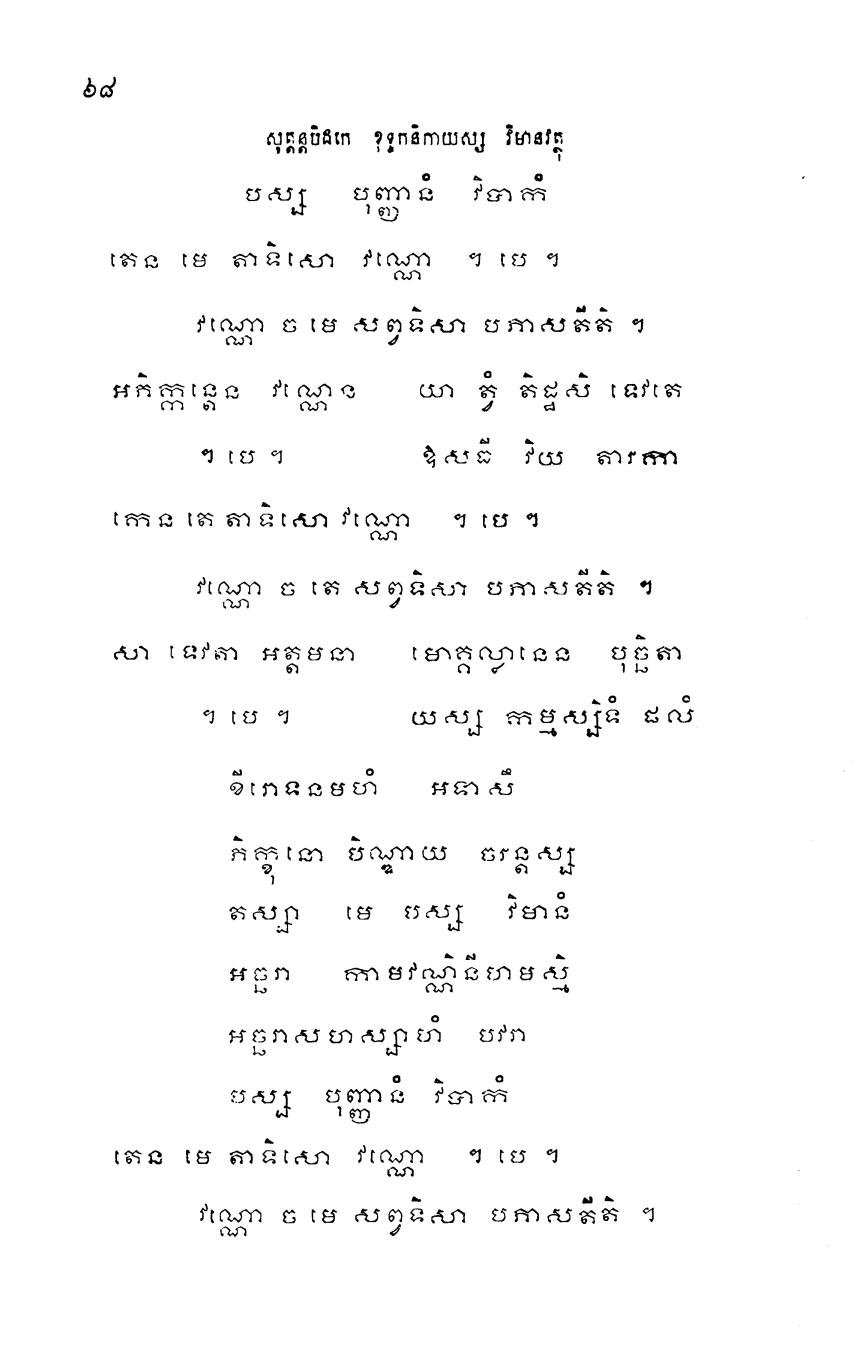 ៦៨
សុត្តន្តបិដកេ ខុទ្ទកនិកាយស្ស វិមានវត្ថុ
បស្ស បុញ្ញានំ វិបាកំ
តេន មេ តាទិសោ វណ្ណោ ។ បេ ។
វណ្ណោ ច មេ សព្វទិសា បភាសតីតិ ។
អភិក្កន្តេន វណ្ណេន យា ត្វំ តិដ្ឋសិ ទេវតេ
។ បេ ។ ឱសធី វិយ តារកា
កេន តេ តាទិសោ វណ្ណោ ។ បេ ។
វណ្ណោ ច តេ សព្វទិសា បភាសតីតិ ។
សា ទេវតា អត្តមនា មោគ្គល្លានេន បុច្ឆិតា
។ បេ ។ យស្ស កម្មស្សិទំ ផលំ
ខីរោទនមហំ អទាសឹ
ភិក្ខុនោ បិណ្ឌាយ ចរន្តស្ស
តស្សា មេ បស្ស វិមានំ
អច្ឆរា កាមវណ្ណិនីហមស្មិ
អច្ឆរាសហស្សាហំ បវរា
បស្ស បុញ្ញានំ វិបាកំ
តេន មេ តាទិសោ វណ្ណោ ។ បេ ។
វណ្ណោ ច មេ សព្វទិសា បភាសតីតិ ។